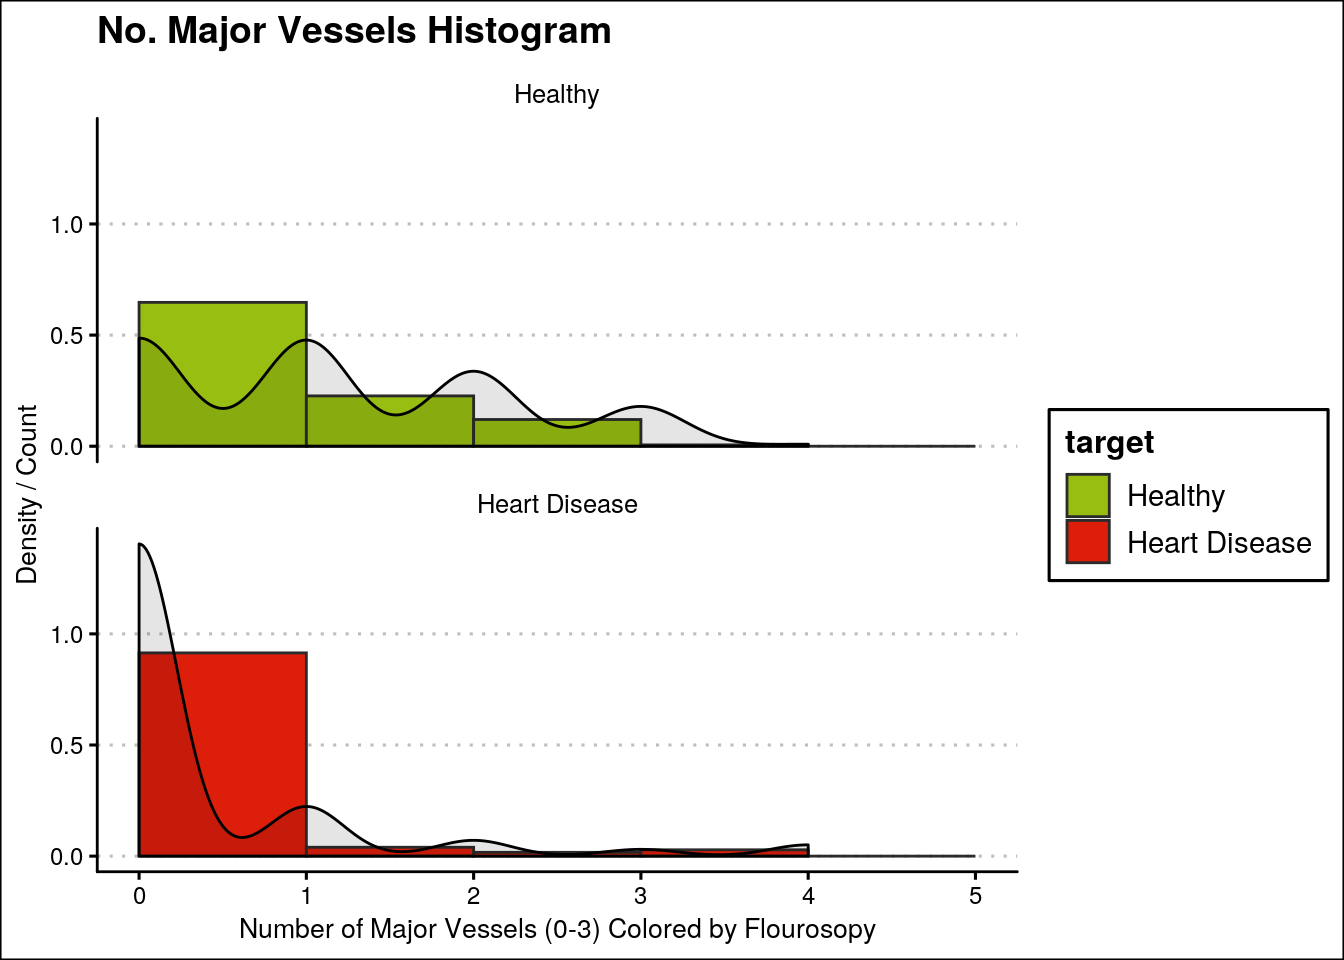 No. Major Vessels Histogram
Healthy
1.0
0.5
0.0
Density / Count
Heart Disease
1.0
0.5
0.0
0 1 2 3 4 5
Number of Major Vessels (0-3) Colored by Flourosopy
target
Healthy
Heart Disease